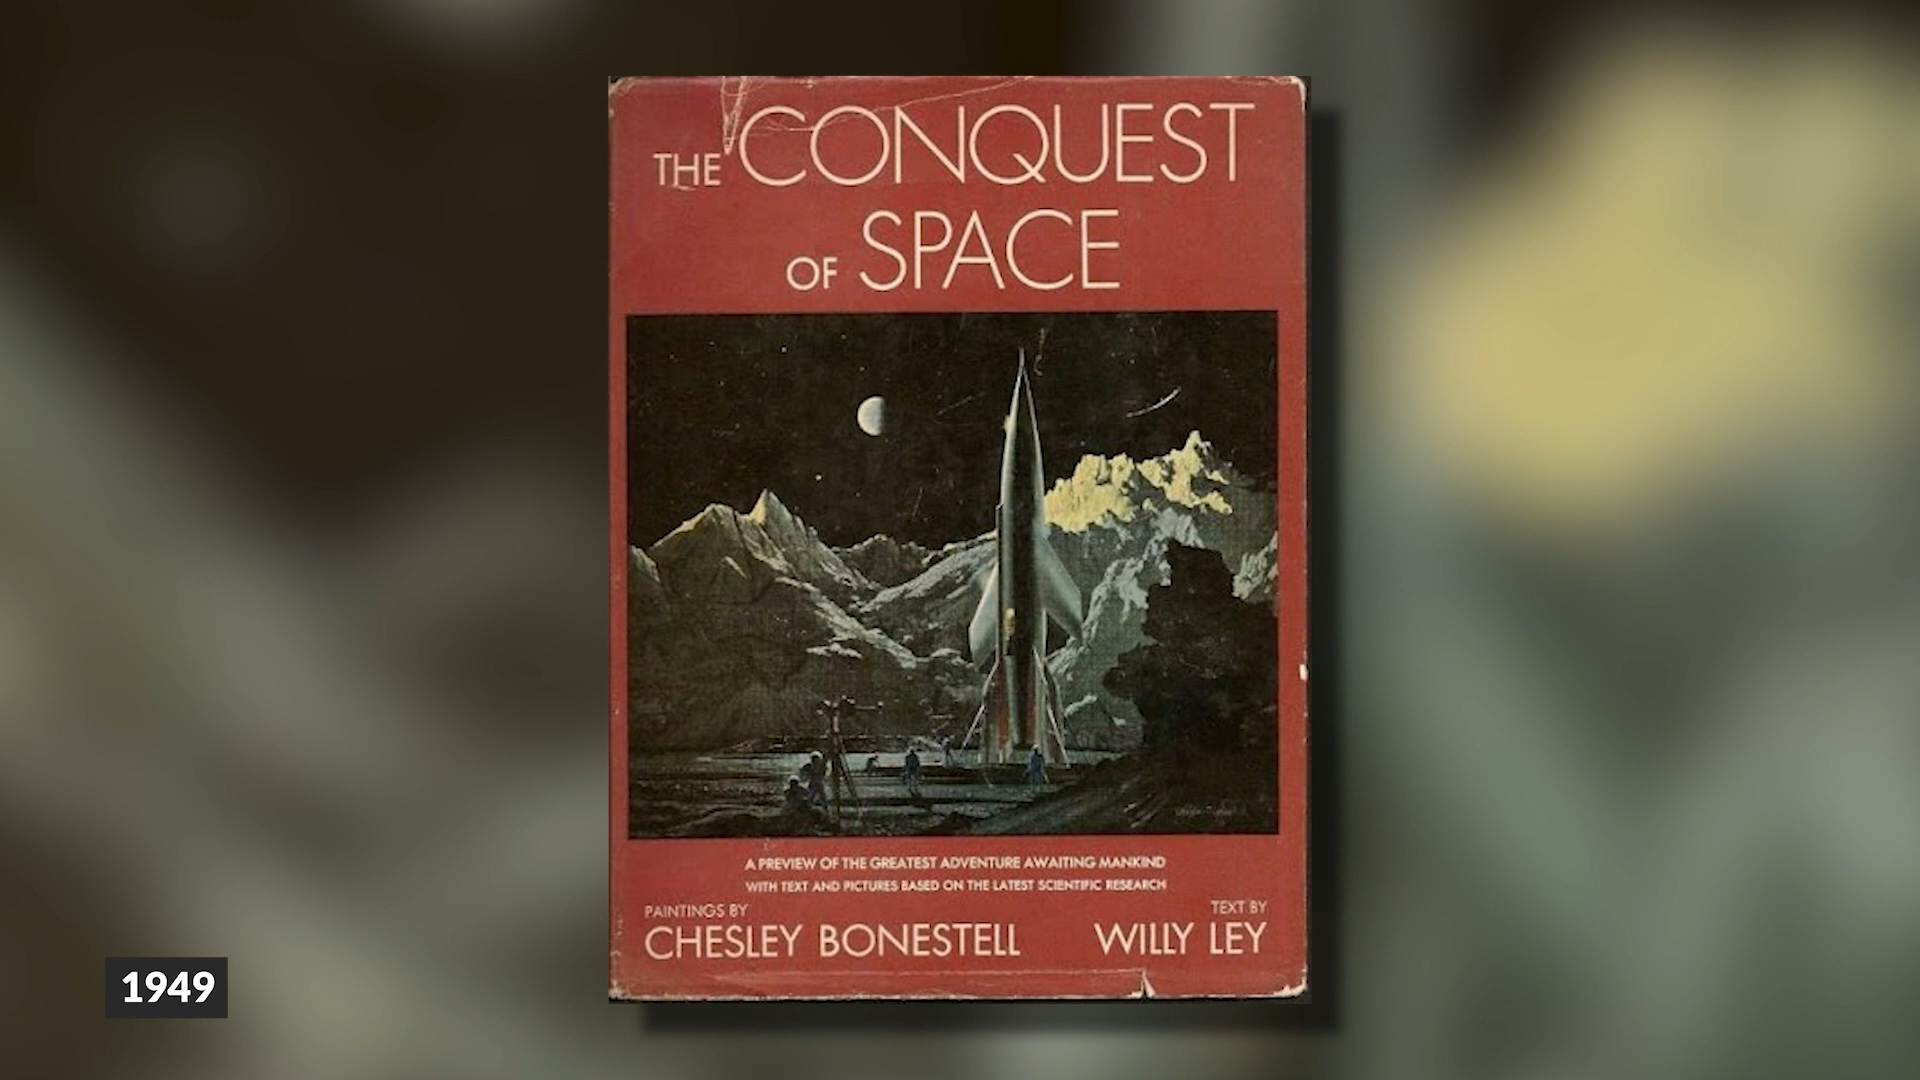 THE CONQUEST
OF SPACE
A PREVIEW OF THE GREATEST ADVENTURE AWAITING MANKIND
WITH TEXT AND PICTURES BASED ON THE LATEST SCIENTIFIC RESEARCH
PAINTINGS BY
CHESLEY BONESTELL
TEXT BY
WILLY LEY
1949